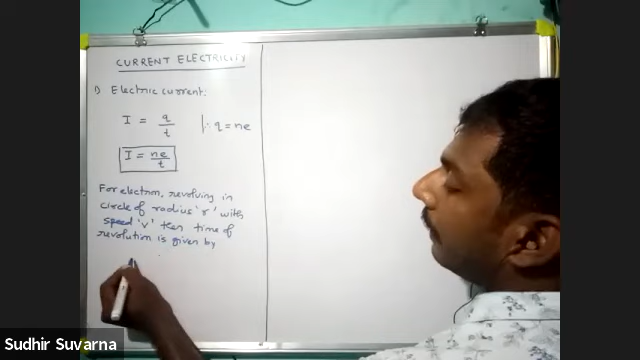 CURRENT ELECTRICITY
1) Electric current:
I = q/t |∵ q = ne
I = ne/t
For electron, revolving in
circle of radius 'r' with
speed 'v' then time of
revolution is given by
Sudhir Suvarna